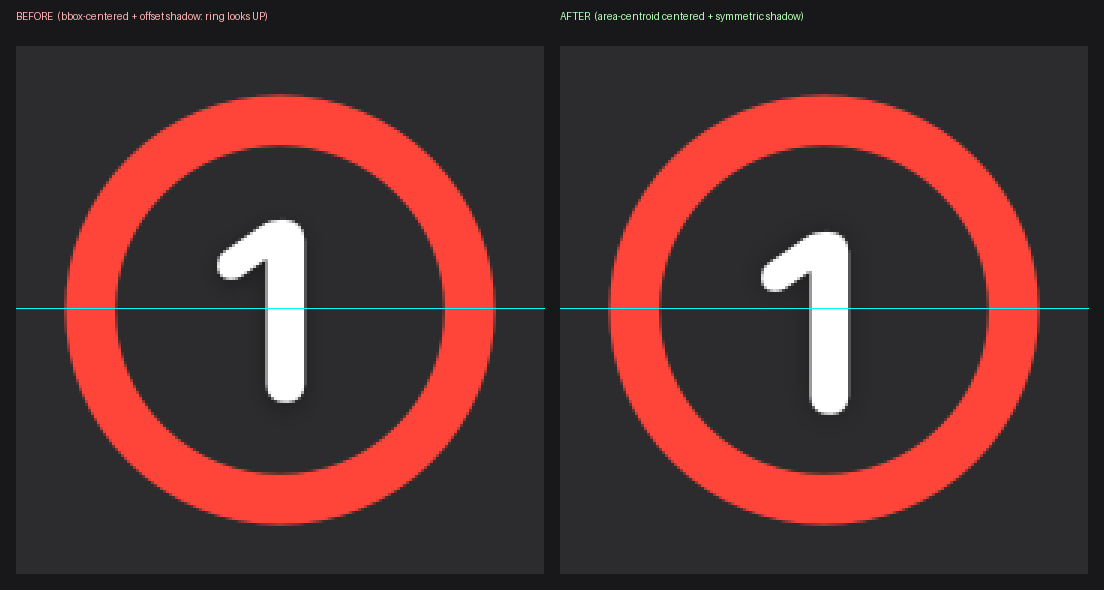 BEFORE (bbox-centered + offset shadow: ring looks UP)
AFTER (area-centroid centered + symmetric shadow)
1
1